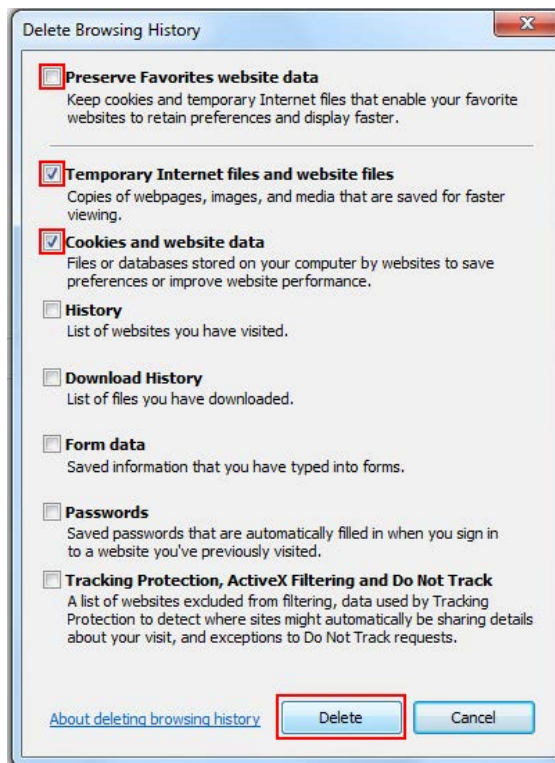 Delete Browsing History
Preserve Favorites website data
Keep cookies and temporary Internet files that enable your favorite
websites to retain preferences and display faster.
Temporary Internet files and website files
Copies of webpages, images, and media that are saved for faster
viewing.
Cookies and website data
Files or databases stored on your computer by websites to save
preferences or improve website performance.
History
List of websites you have visited.
Download History
List of files you have downloaded.
Form data
Saved information that you have typed into forms.
Passwords
Saved passwords that are automatically filled in when you sign in
to a website you've previously visited.
Tracking Protection, ActiveX Filtering and Do Not Track
A list of websites excluded from filtering, data used by Tracking
Protection to detect where sites might automatically be sharing details
about your visit, and exceptions to Do Not Track requests.
About deleting browsing history
Delete
Cancel